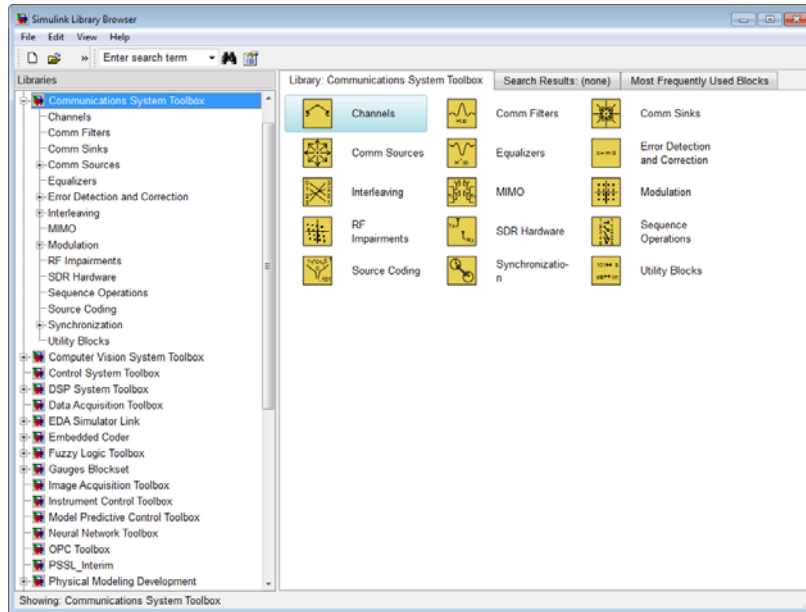 Simulink Library Browser
File Edit View Help
» Enter search term
Libraries
Library: Communications System Toolbox
Search Results: (none)
Most Frequently Used Blocks
Communications System Toolbox
Channels
Comm Filters
Comm Sinks
Comm Sources
Equalizers
Error Detection and Correction
Interleaving
MIMO
Modulation
RF Impairments
SDR Hardware
Sequence Operations
Source Coding
Synchronization
Utility Blocks
Computer Vision System Toolbox
Control System Toolbox
DSP System Toolbox
Data Acquisition Toolbox
EDA Simulator Link
Embedded Coder
Fuzzy Logic Toolbox
Gauges Blockset
Image Acquisition Toolbox
Instrument Control Toolbox
Model Predictive Control Toolbox
Neural Network Toolbox
OPC Toolbox
PSSL_Interim
Physical Modeling Development
Channels
Comm Filters
Comm Sinks
Comm Sources
Equalizers
Error Detection
and Correction
Interleaving
MIMO
Modulation
RF
Impairments
SDR Hardware
Sequence
Operations
Source Coding
Synchronizatio-
n
Utility Blocks
Showing: Communications System Toolbox